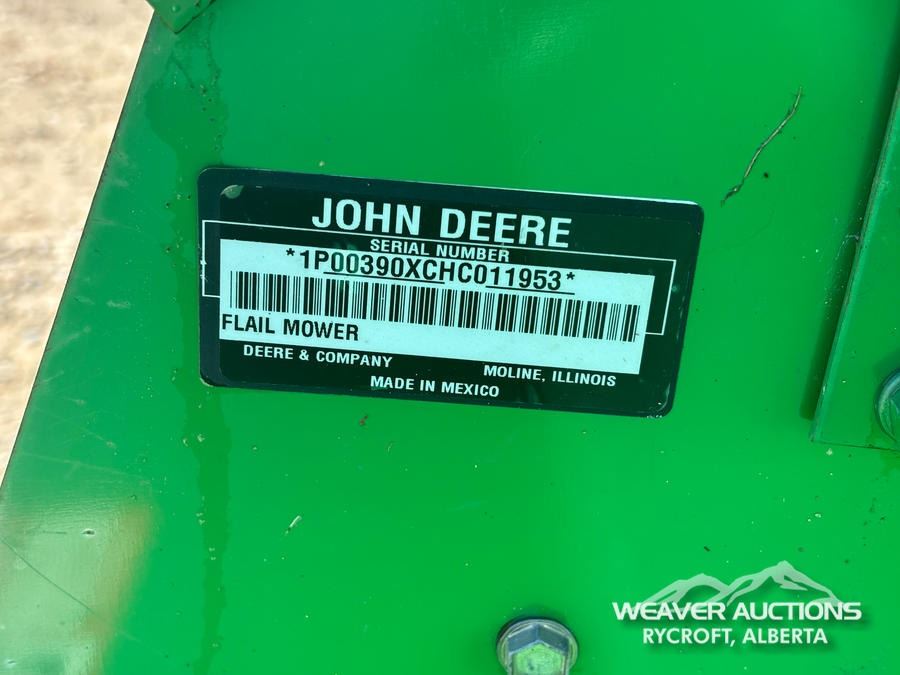 JOHN DEERE
SERIAL NUMBER
*1P00390XCHC011953*
FLAIL MOWER
DEERE & COMPANY MOLINE, ILLINOIS
MADE IN MEXICO
WEAVER AUCTIONS
RYCROFT, ALBERTA